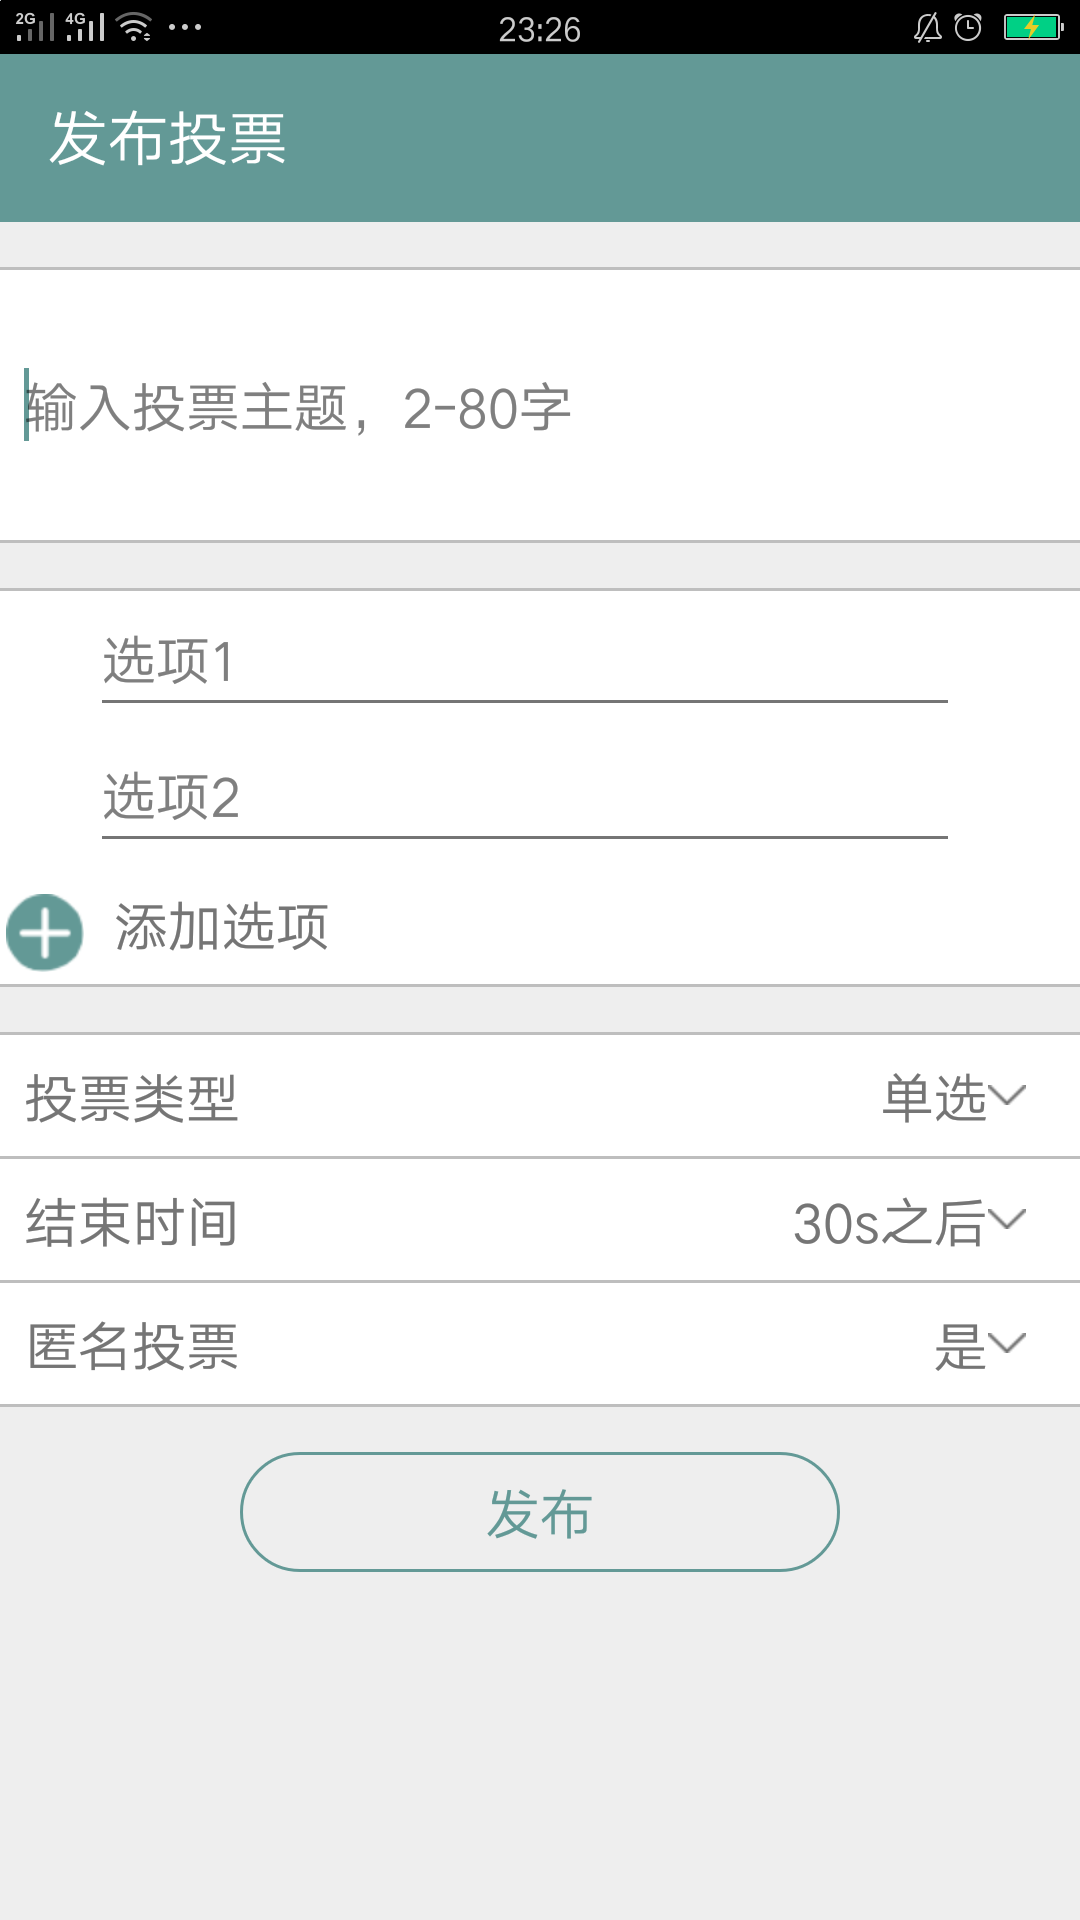 2G 4G 23:26
发布投票
输入投票主题，2-80字
选项1
选项2
添加选项
投票类型 单选
结束时间 30s之后
匿名投票 是
发布